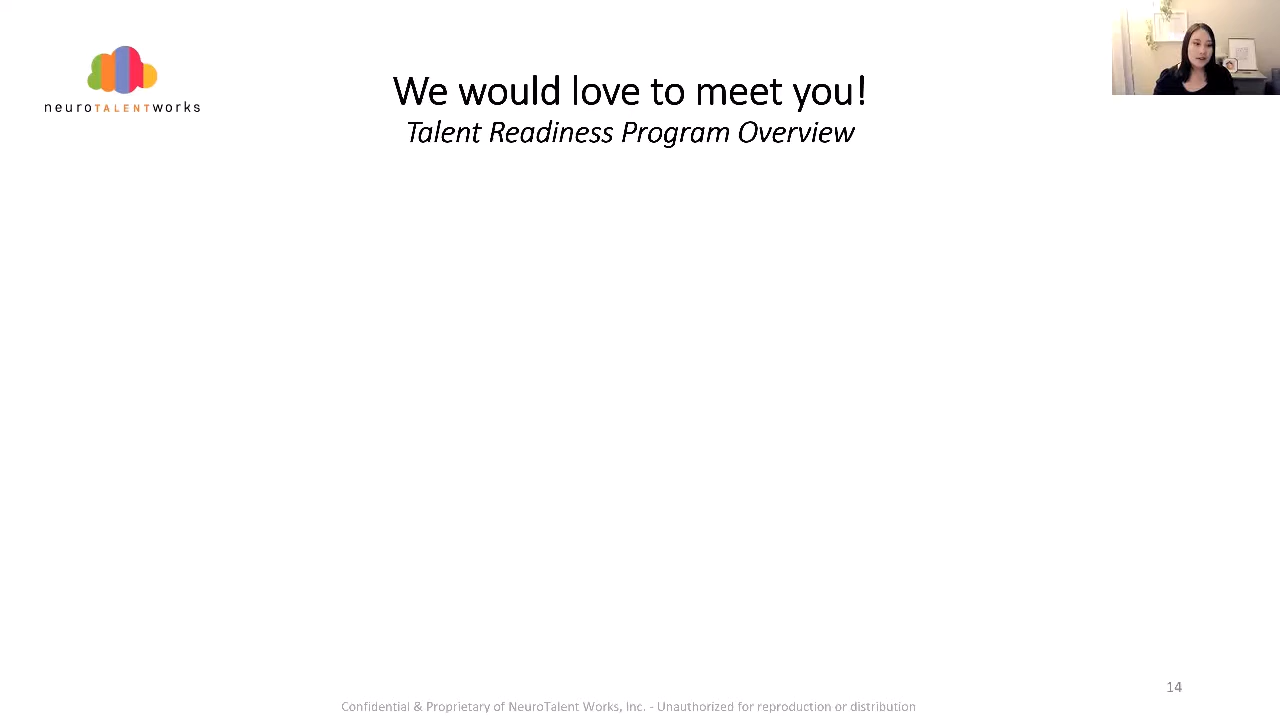 neuroTALENTworks
We would love to meet you!
Talent Readiness Program Overview
14
Confidential & Proprietary of NeuroTalent Works, Inc. - Unauthorized for reproduction or distribution